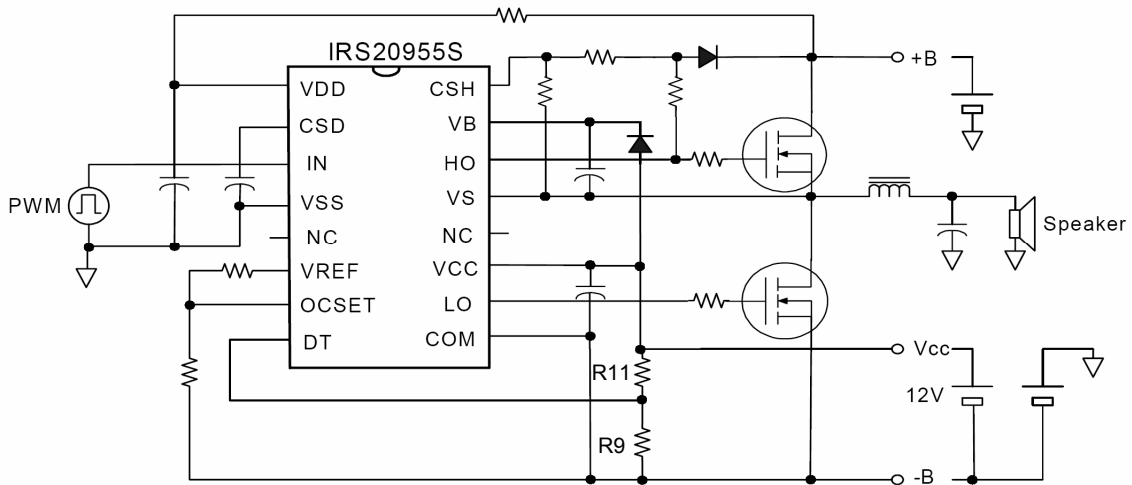 IRS20955S
+B
VDD
CSH
CSD
VB
IN
HO
PWM
VSS
VS
Speaker
NC
NC
VREF
VCC
OCSET
LO
DT
COM
Vcc
R11
12V
R9
-B